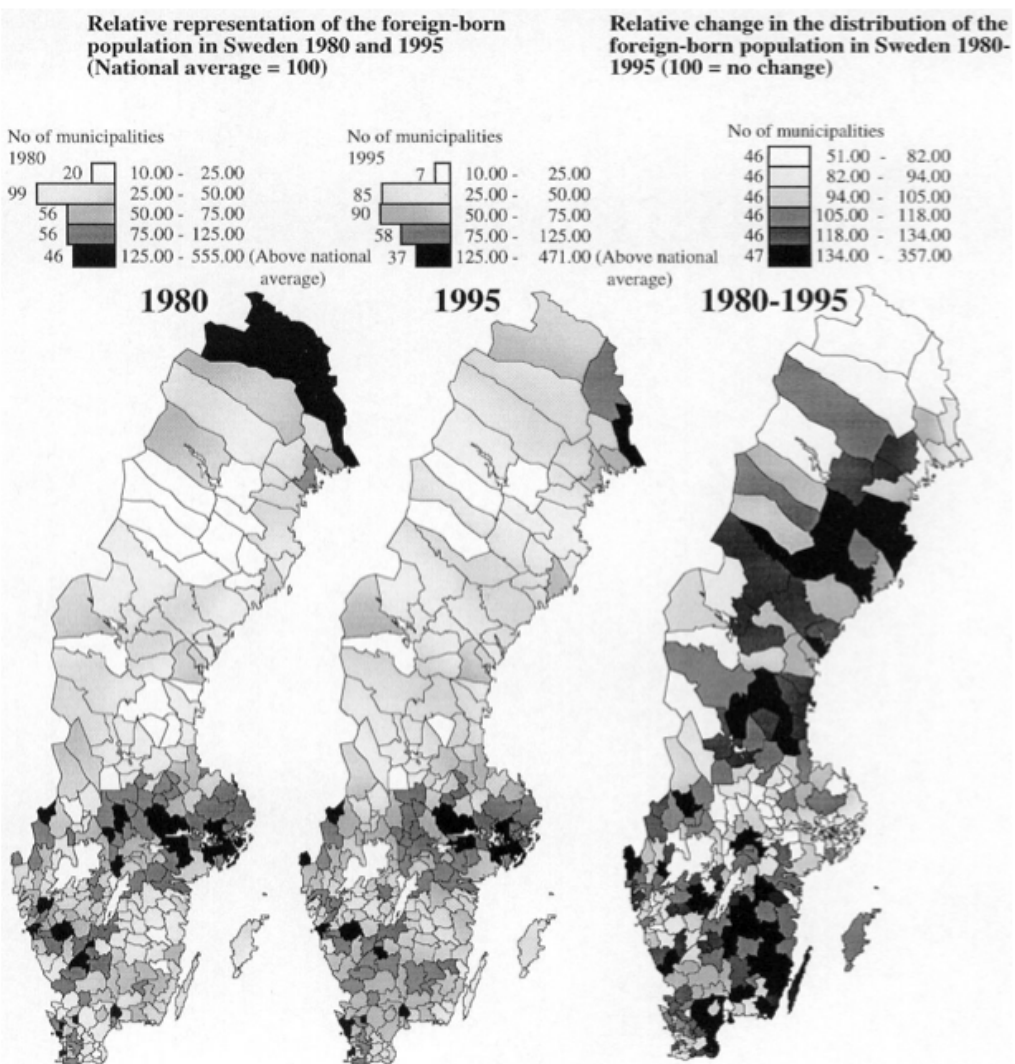 Relative representation of the foreign-born
population in Sweden 1980 and 1995
(National average = 100)
Relative change in the distribution of the
foreign-born population in Sweden 1980-
1995 (100 = no change)
No of municipalities
1980
20 10.00 - 25.00
99 25.00 - 50.00
56 50.00 - 75.00
56 75.00 - 125.00
46 125.00 - 555.00 (Above national
average)
No of municipalities
1995
7 10.00 - 25.00
85 25.00 - 50.00
90 50.00 - 75.00
58 75.00 - 125.00
37 125.00 - 471.00 (Above national
average)
No of municipalities
46 51.00 - 82.00
46 82.00 - 94.00
46 94.00 - 105.00
46 105.00 - 118.00
46 118.00 - 134.00
47 134.00 - 357.00
1980
1995
1980-1995